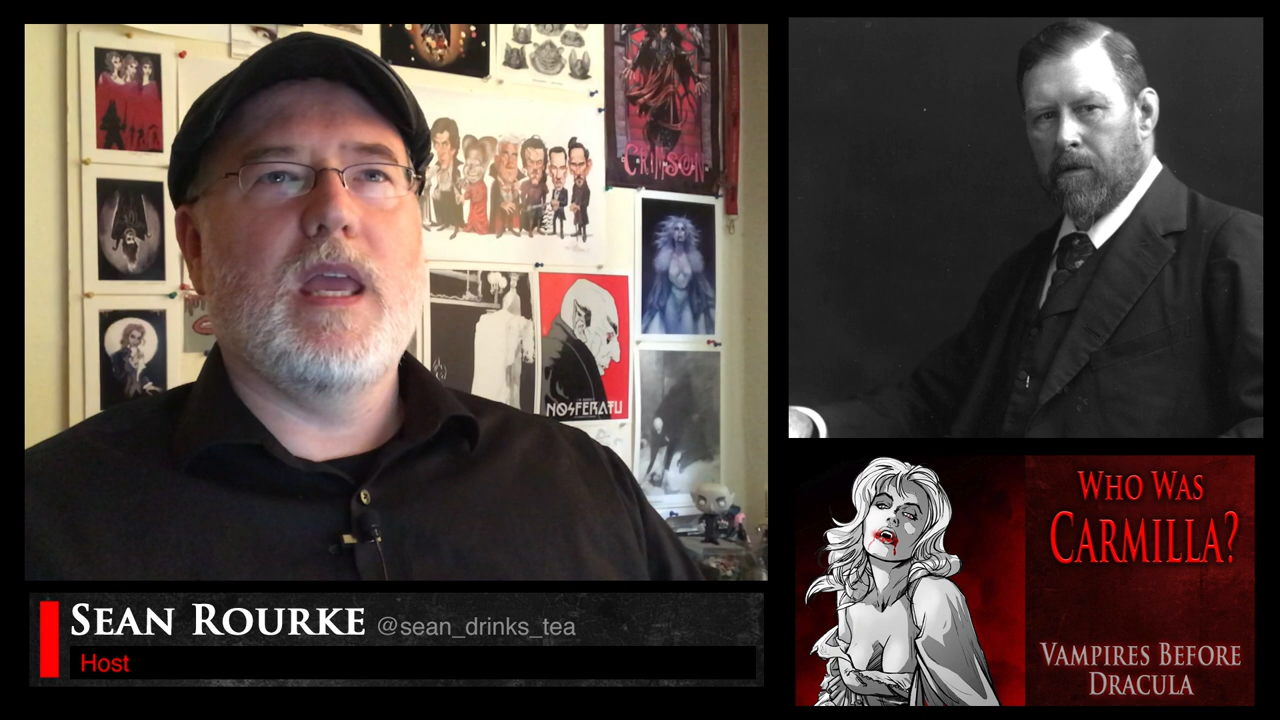 CRIMSON
NOSFERATU
SEAN ROURKE @sean_drinks_tea
Host
WHO WAS
CARMILLA?
VAMPIRES BEFORE
DRACULA